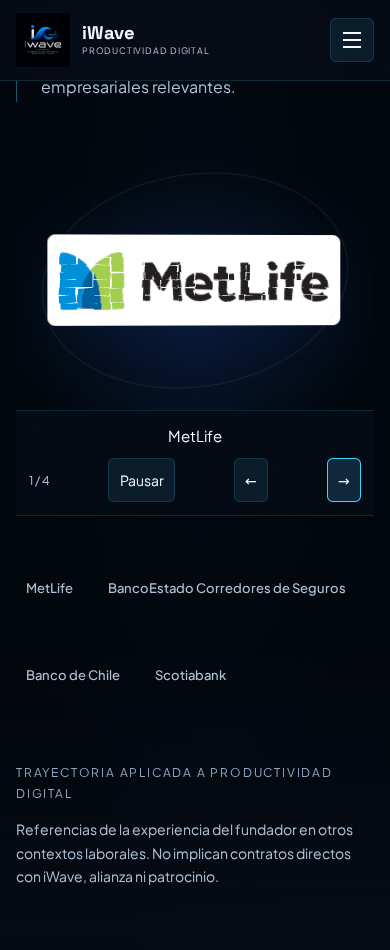 iwave
iWave
PRODUCTIVIDAD DIGITAL
empresariales relevantes.
MetLife
MetLife
1 / 4
Pausar
←
→
MetLife
BancoEstado Corredores de Seguros
Banco de Chile
Scotiabank
TRAYECTORIA APLICADA A PRODUCTIVIDAD
DIGITAL
Referencias de la experiencia del fundador en otros
contextos laborales. No implican contratos directos
con iWave, alianza ni patrocinio.